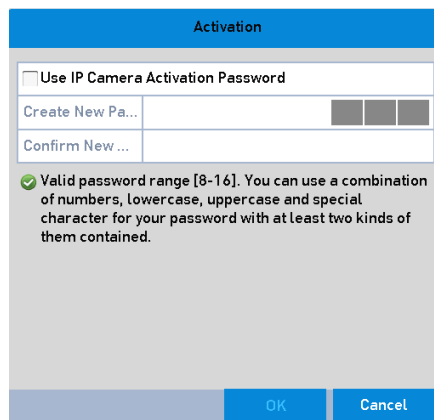 Activation
Use IP Camera Activation Password
Create New Pa...
Confirm New ...
Valid password range [8-16]. You can use a combination
of numbers, lowercase, uppercase and special
character for your password with at least two kinds of
them contained.
OK
Cancel